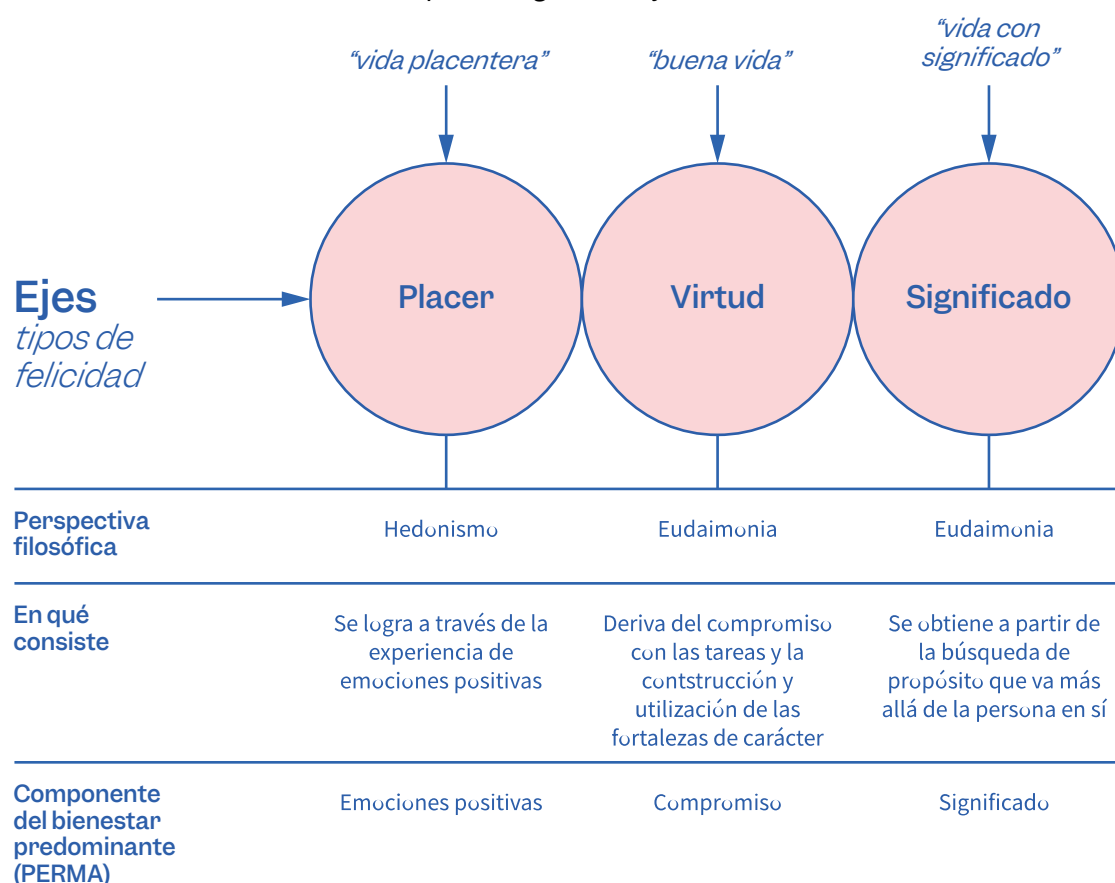 “vida placentera”
“buena vida”
“vida con
significado”
Ejes
tipos de
felicidad
Placer
Virtud
Significado
Perspectiva
filosófica
Hedonismo
Eudaimonia
Eudaimonia
En qué
consiste
Se logra a través de la
experiencia de
emociones positivas
Deriva del compromiso
con las tareas y la
contstrucción y
utilización de las
fortalezas de carácter
Se obtiene a partir de
la búsqueda de
propósito que va más
allá de la persona en sí
Componente
del bienestar
predominante
(PERMA)
Emociones positivas
Compromiso
Significado